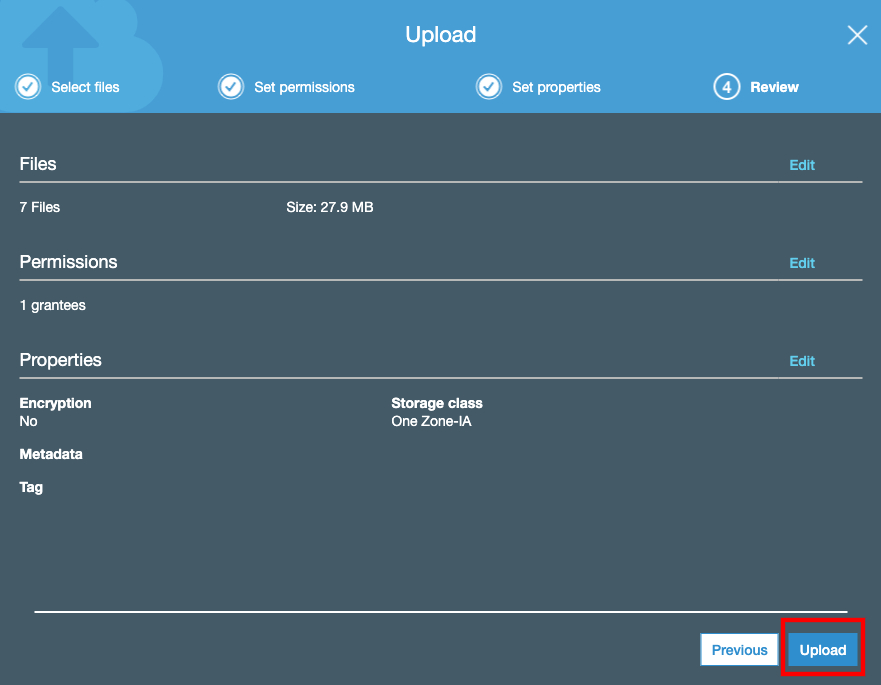 Upload
Select files
Set permissions
Set properties
4 Review
Files Edit
7 Files Size: 27.9 MB
Permissions Edit
1 grantees
Properties Edit
Encryption Storage class
No One Zone-IA
Metadata
Tag
Previous Upload